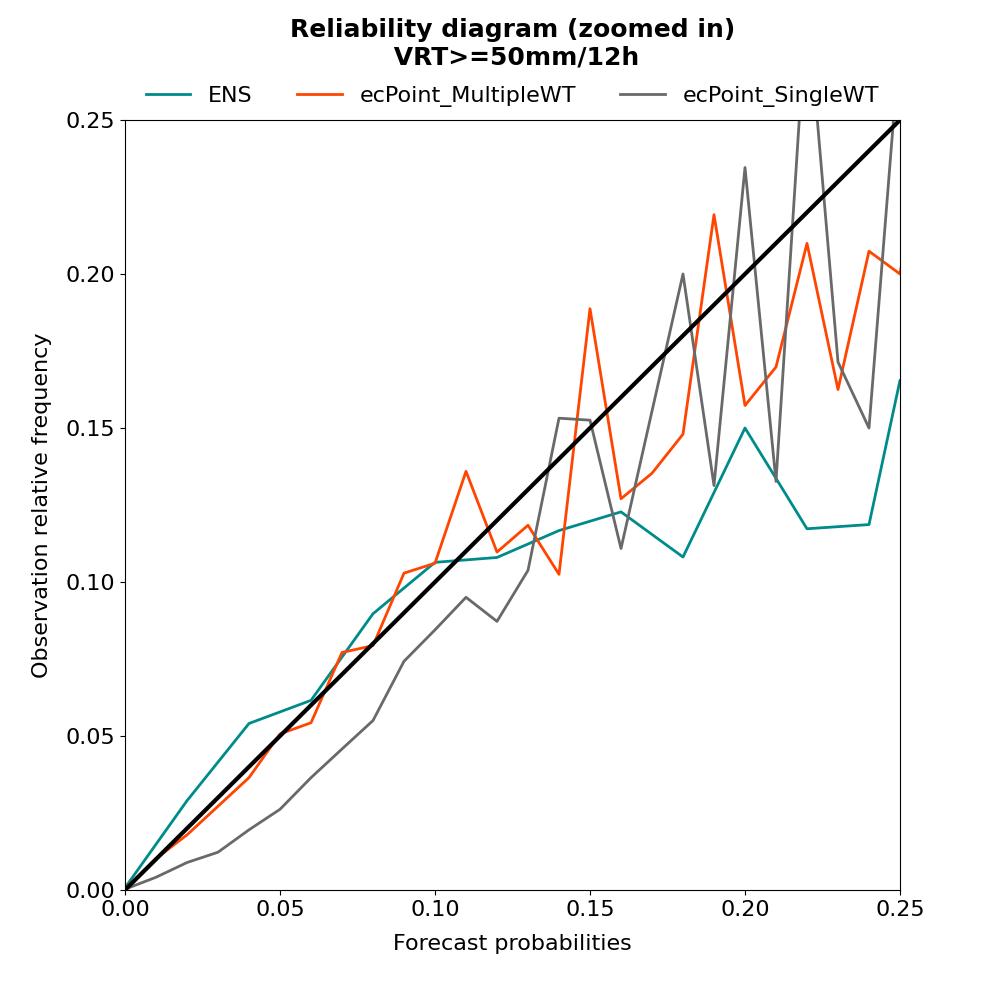 Reliability diagram (zoomed in)
VRT>=50mm/12h
ENS ecPoint_MultipleWT ecPoint_SingleWT
0.25
0.20
0.15
0.10
0.05
0.00
Observation relative frequency
0.00 0.05 0.10 0.15 0.20 0.25
Forecast probabilities